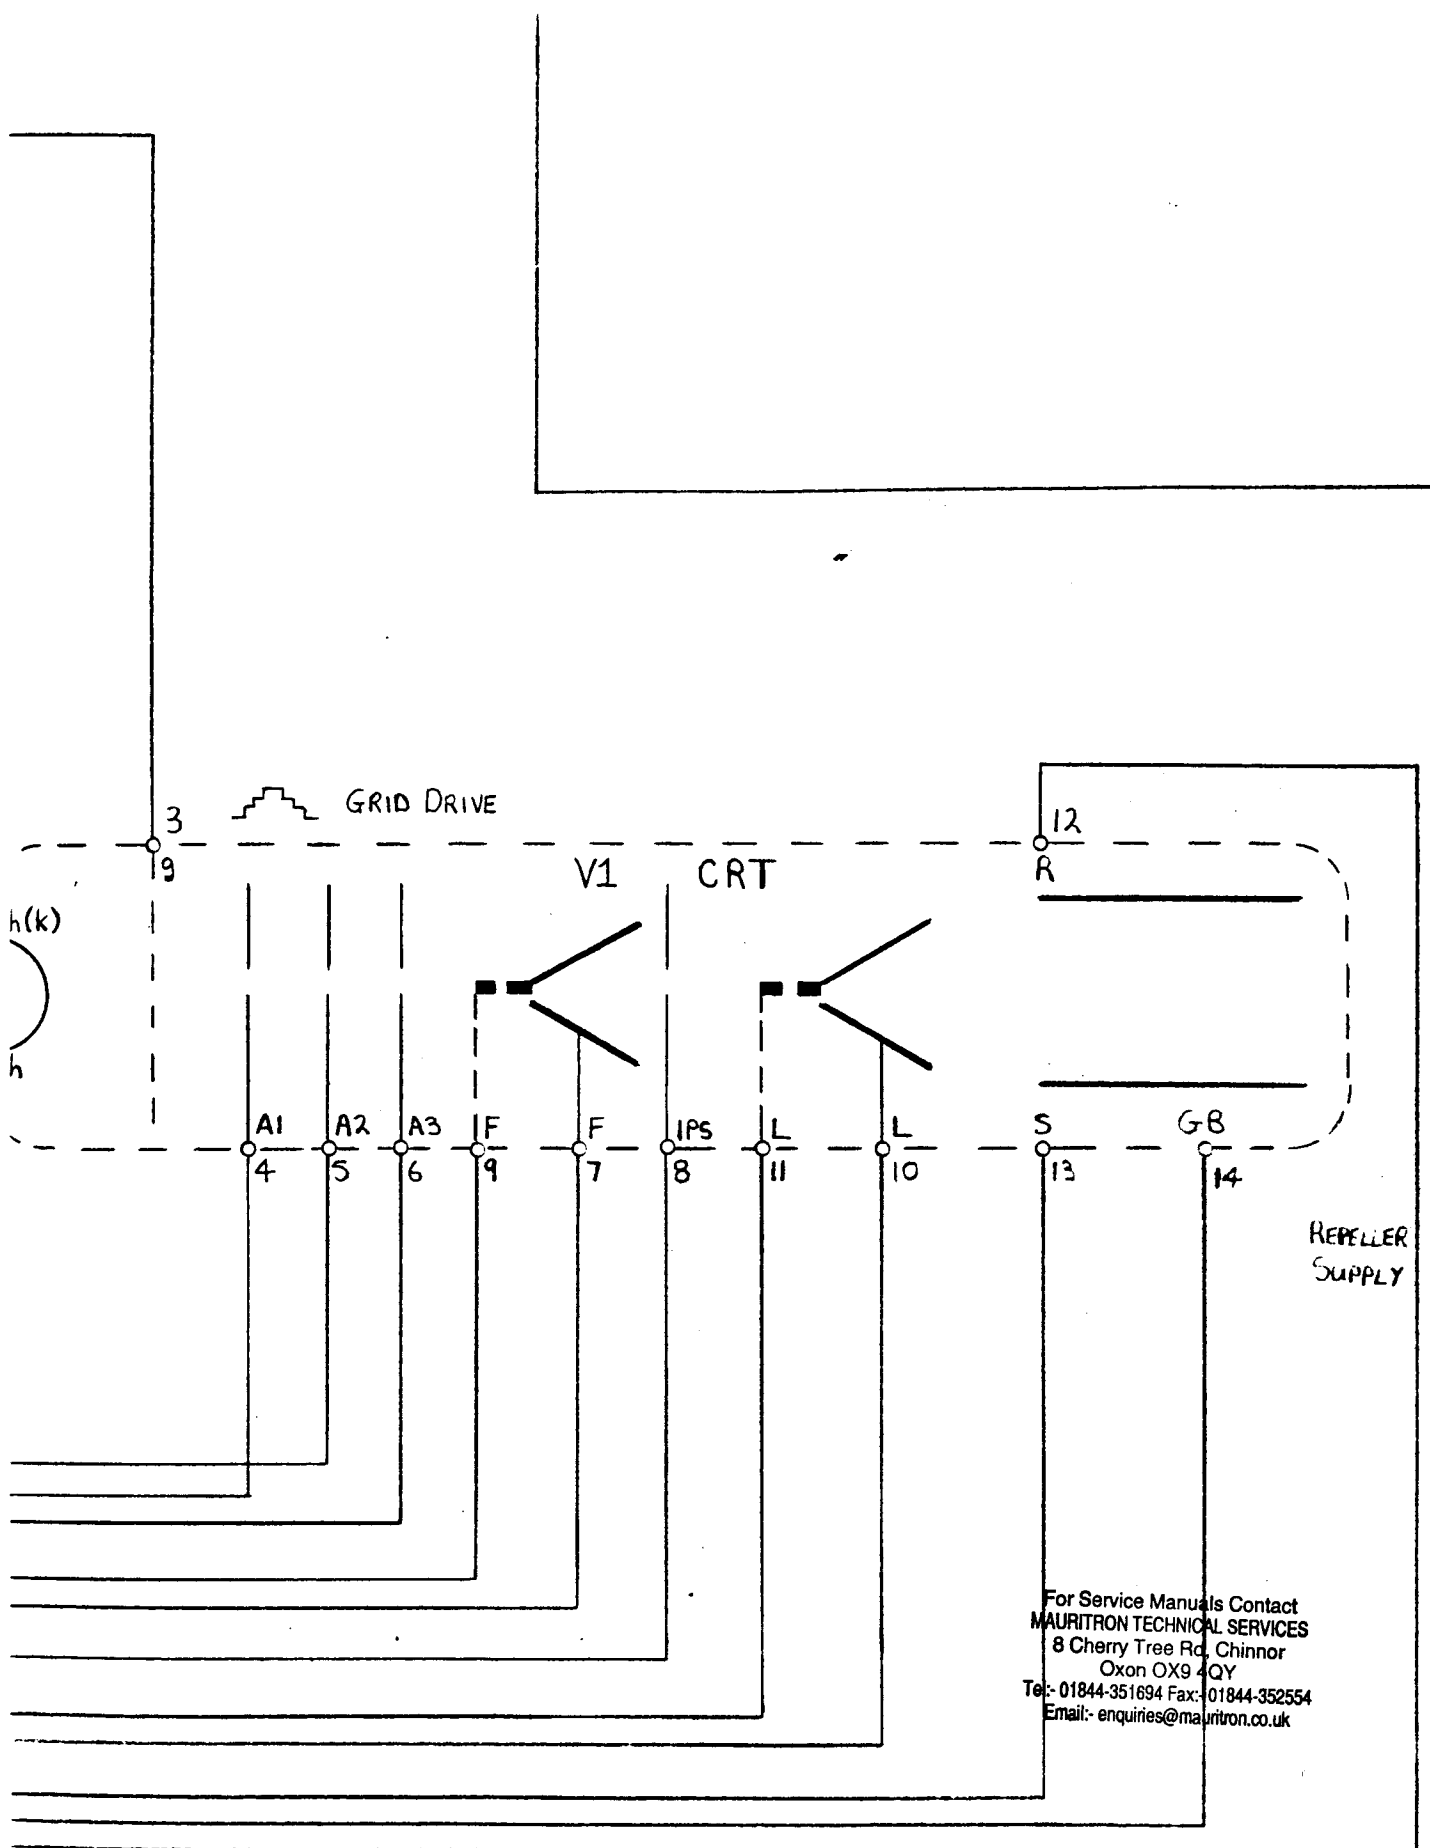 3
GRID DRIVE
12
g
V1 CRT
R
h(k)
h
A1 A2 A3 F F IPS L L S GB
4 5 6 9 7 8 11 10 13 14
REPELLER
SUPPLY
For Service Manuals Contact
MAURITRON TECHNICAL SERVICES
8 Cherry Tree Rd, Chinnor
Oxon OX9 4QY
Tel:- 01844-351694 Fax:- 01844-352554
Email:- enquiries@mauritron.co.uk